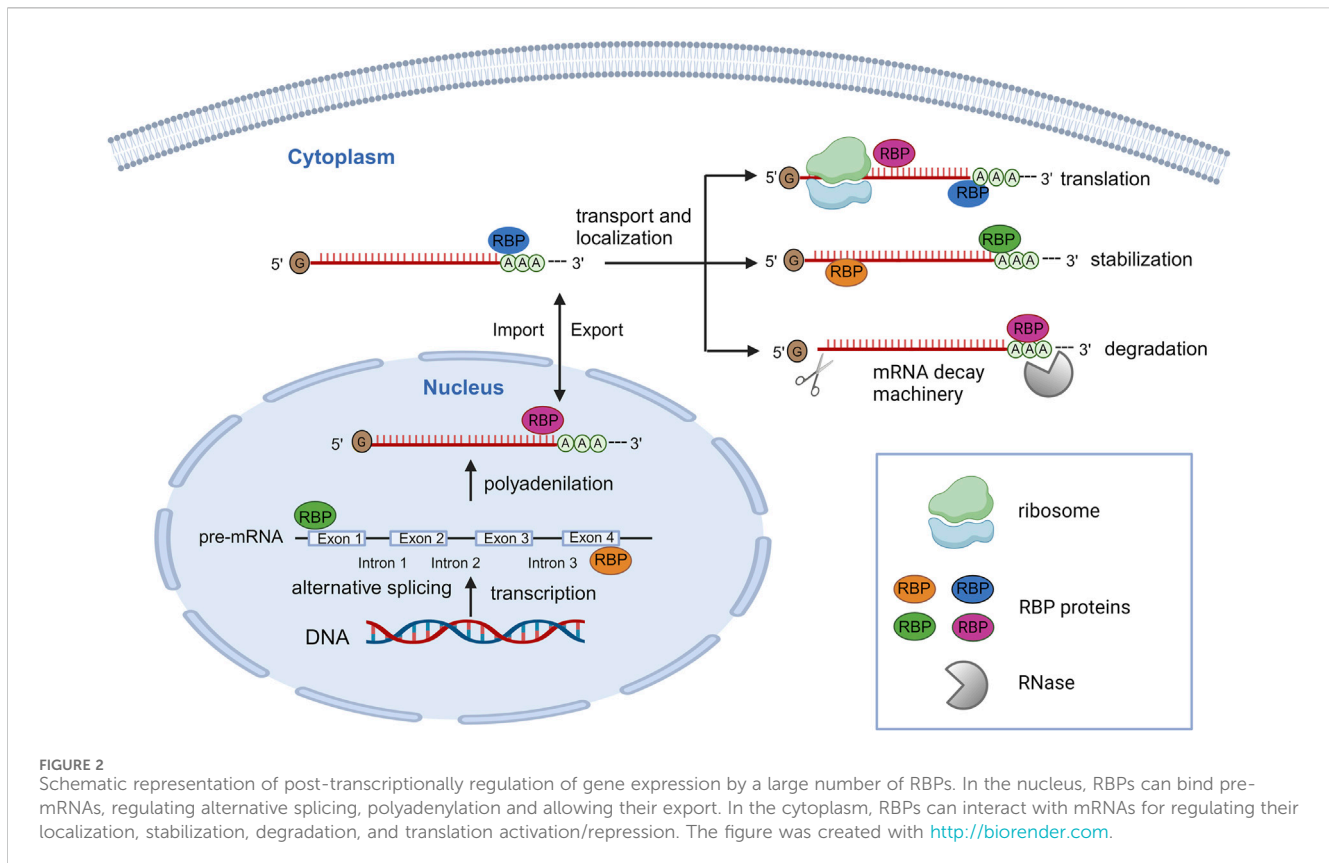 Cytoplasm
5' G RBP AAA --- 3'
transport and
localization
5' G RBP RBP AAA --- 3' translation
5' G RBP RBP AAA --- 3' stabilization
5' G RBP AAA --- 3' degradation
mRNA decay
machinery
Import Export
Nucleus
5' G RBP AAA --- 3'
polyadenilation
RBP
pre-mRNA Exon 1 Exon 2 Exon 3 Exon 4
Intron 1 Intron 2 Intron 3 RBP
alternative splicing transcription
DNA
ribosome
RBP RBP
RBP RBP
RBP proteins
RNase
FIGURE 2
Schematic representation of post-transcriptionally regulation of gene expression by a large number of RBPs. In the nucleus, RBPs can bind pre-
mRNAs, regulating alternative splicing, polyadenylation and allowing their export. In the cytoplasm, RBPs can interact with mRNAs for regulating their
localization, stabilization, degradation, and translation activation/repression. The figure was created with http://biorender.com.